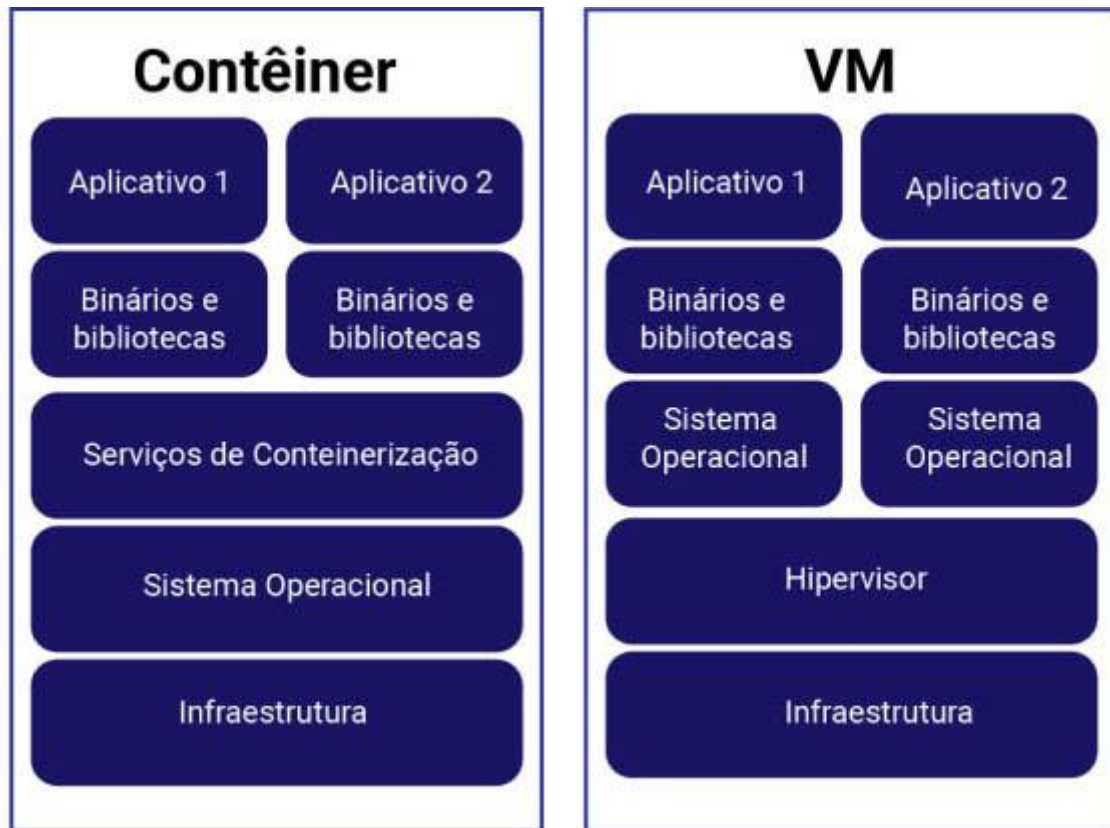 Contêiner
Aplicativo 1
Aplicativo 2
Binários e
bibliotecas
Binários e
bibliotecas
Serviços de Conteinerização
Sistema Operacional
Infraestrutura
VM
Aplicativo 1
Aplicativo 2
Binários e
bibliotecas
Binários e
bibliotecas
Sistema
Operacional
Sistema
Operacional
Hipervisor
Infraestrutura